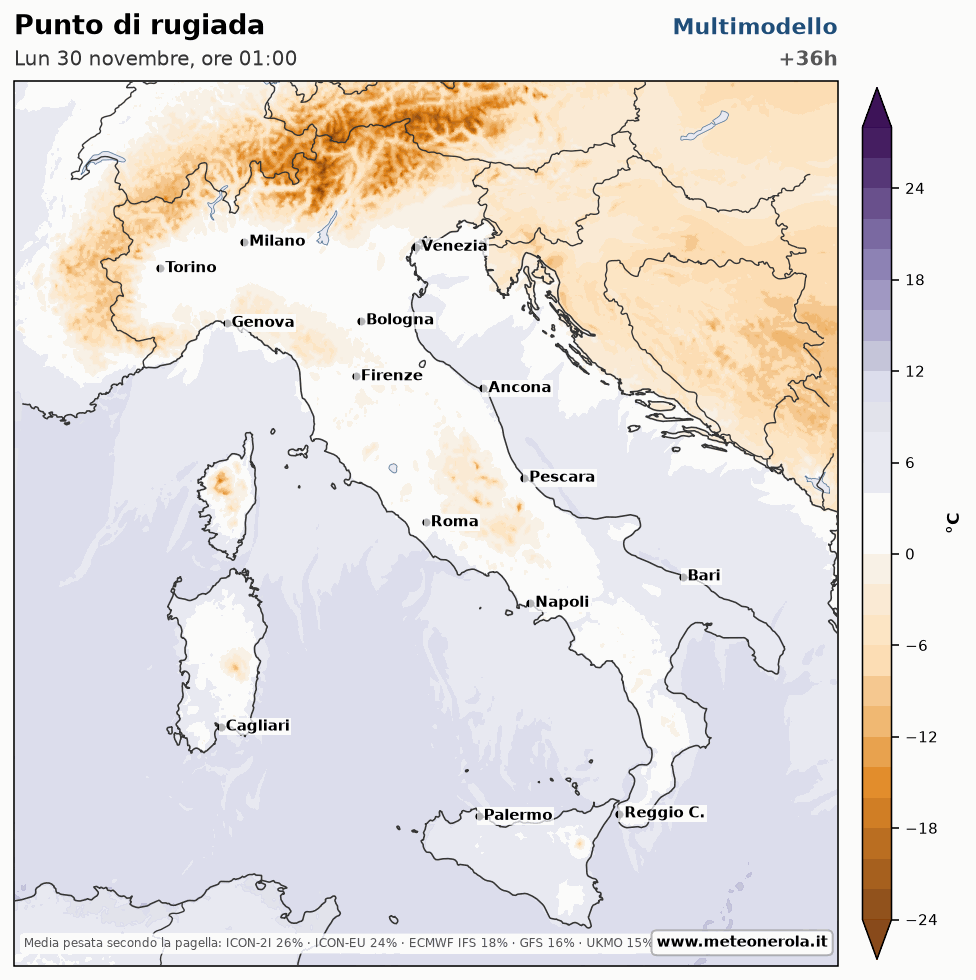 Punto di rugiada
Multimodello
Lun 30 novembre, ore 01:00
+36h
Milano
Venezia
Torino
Genova
Bologna
Firenze
Ancona
Pescara
Roma
Bari
Napoli
Cagliari
Palermo
Reggio C.
24
18
12
6
0
−6
−12
−18
−24
°C
Media pesata secondo la pagella: ICON-2I 26% · ICON-EU 24% · ECMWF IFS 18% · GFS 16% · UKMO 15%
www.meteonerola.it